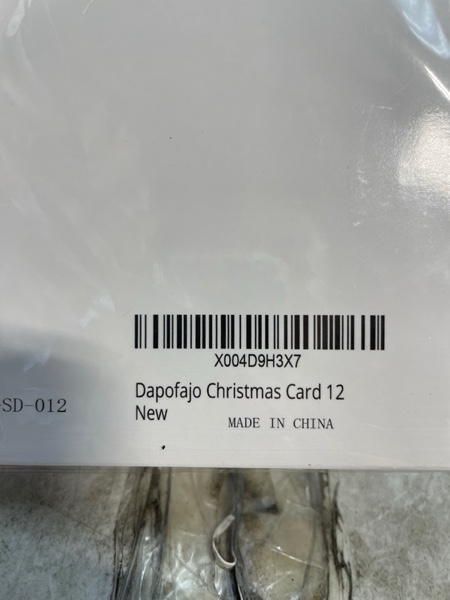 X004D9H3X7
Dapofajo Christmas Card 12
New
MADE IN CHINA
SD-012